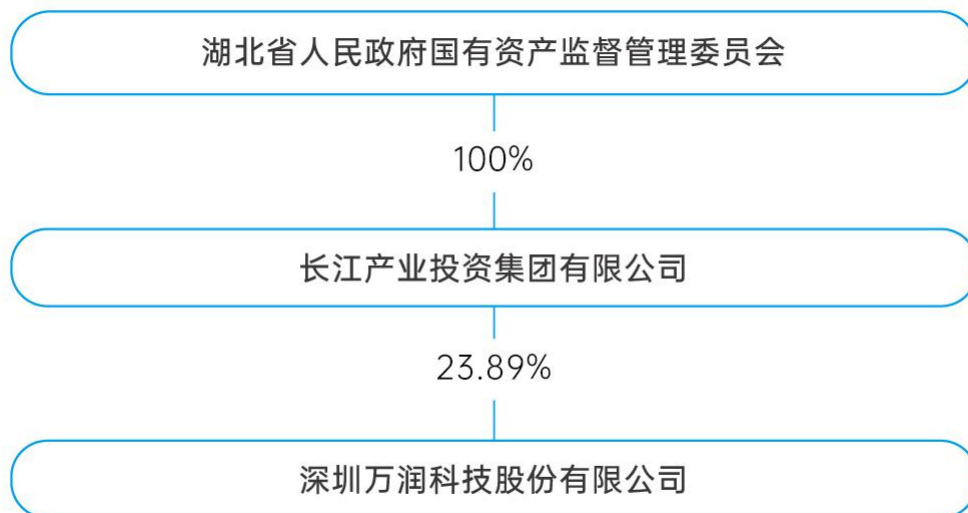 湖北省人民政府国有资产监督管理委员会
100%
长江产业投资集团有限公司
23.89%
深圳万润科技股份有限公司